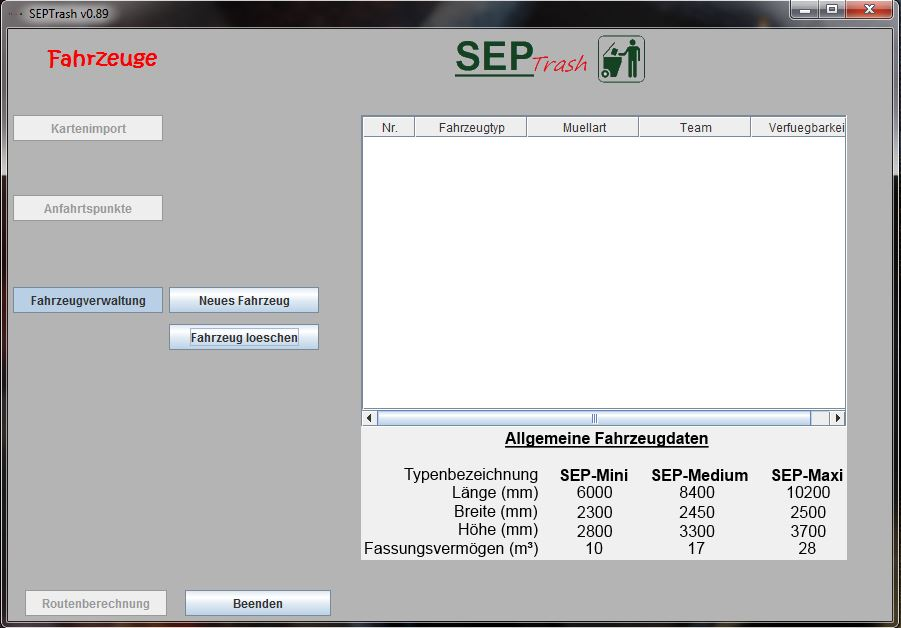 SEPTrash v0.89
Fahrzeuge
SEPTrash
Kartenimport
Anfahrtspunkte
Fahrzeugverwaltung
Neues Fahrzeug
Fahrzeug loeschen
Nr. Fahrzeugtyp Muellart Team Verfuegbarkei
Allgemeine Fahrzeugdaten
Typenbezeichnung SEP-Mini SEP-Medium SEP-Maxi
Länge (mm) 6000 8400 10200
Breite (mm) 2300 2450 2500
Höhe (mm) 2800 3300 3700
Fassungsvermögen (m³) 10 17 28
Routenberechnung
Beenden